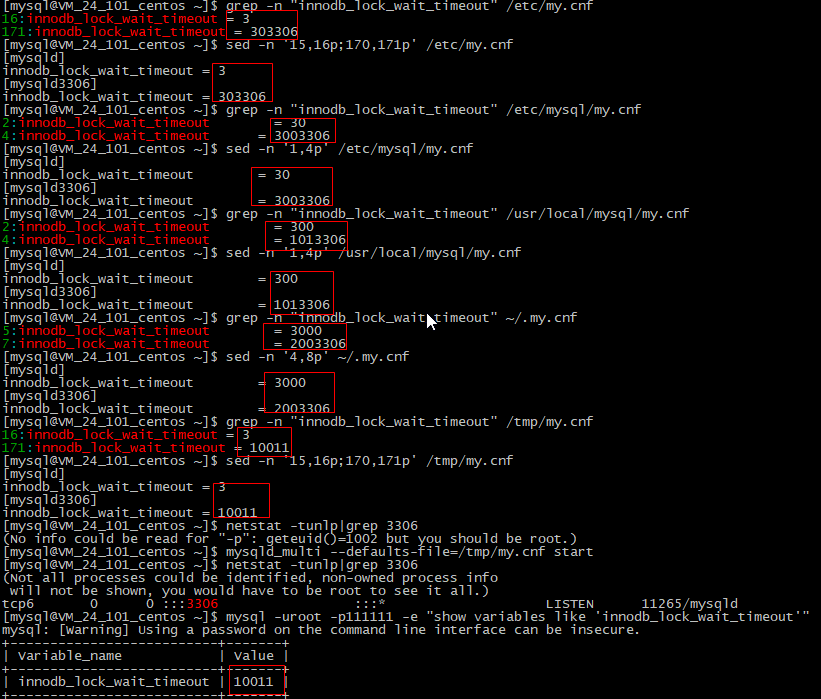 [mysql@VM_24_101_centos ~]$ grep -n "innodb_lock_wait_timeout" /etc/my.cnf
16:innodb_lock_wait_timeout = 3
171:innodb_lock_wait_timeout = 303306
[mysql@VM_24_101_centos ~]$ sed -n '15,16p;170,171p' /etc/my.cnf
[mysqld]
innodb_lock_wait_timeout = 3
[mysqld3306]
innodb_lock_wait_timeout = 303306
[mysql@VM_24_101_centos ~]$ grep -n "innodb_lock_wait_timeout" /etc/mysql/my.cnf
2:innodb_lock_wait_timeout = 30
4:innodb_lock_wait_timeout = 3003306
[mysql@VM_24_101_centos ~]$ sed -n '1,4p' /etc/mysql/my.cnf
[mysqld]
innodb_lock_wait_timeout = 30
[mysqld3306]
innodb_lock_wait_timeout = 3003306
[mysql@VM_24_101_centos ~]$ grep -n "innodb_lock_wait_timeout" /usr/local/mysql/my.cnf
2:innodb_lock_wait_timeout = 300
4:innodb_lock_wait_timeout = 1013306
[mysql@VM_24_101_centos ~]$ sed -n '1,4p' /usr/local/mysql/my.cnf
[mysqld]
innodb_lock_wait_timeout = 300
[mysqld3306]
innodb_lock_wait_timeout = 1013306
[mysql@VM_24_101_centos ~]$ grep -n "innodb_lock_wait_timeout" ~/.my.cnf
5:innodb_lock_wait_timeout = 3000
7:innodb_lock_wait_timeout = 2003306
[mysql@VM_24_101_centos ~]$ sed -n '4,8p' ~/.my.cnf
[mysqld]
innodb_lock_wait_timeout = 3000
[mysqld3306]
innodb_lock_wait_timeout = 2003306
[mysql@VM_24_101_centos ~]$ grep -n "innodb_lock_wait_timeout" /tmp/my.cnf
16:innodb_lock_wait_timeout = 3
171:innodb_lock_wait_timeout = 10011
[mysql@VM_24_101_centos ~]$ sed -n '15,16p;170,171p' /tmp/my.cnf
[mysqld]
innodb_lock_wait_timeout = 3
[mysqld3306]
innodb_lock_wait_timeout = 10011
[mysql@VM_24_101_centos ~]$ netstat -tunlp|grep 3306
(No info could be read for "-p": geteuid()=1002 but you should be root.)
[mysql@VM_24_101_centos ~]$ mysqld_multi --defaults-file=/tmp/my.cnf start
[mysql@VM_24_101_centos ~]$ netstat -tunlp|grep 3306
(Not all processes could be identified, non-owned process info
 will not be shown, you would have to be root to see it all.)
tcp6 0 0 :::3306 :::* LISTEN 11265/mysqld
[mysql@VM_24_101_centos ~]$ mysql -uroot -p111111 -e "show variables like 'innodb_lock_wait_timeout'"
mysql: [Warning] Using a password on the command line interface can be insecure.
+--------------------------+-------+
| Variable_name | Value |
+--------------------------+-------+
| innodb_lock_wait_timeout | 10011 |
+--------------------------+-------+